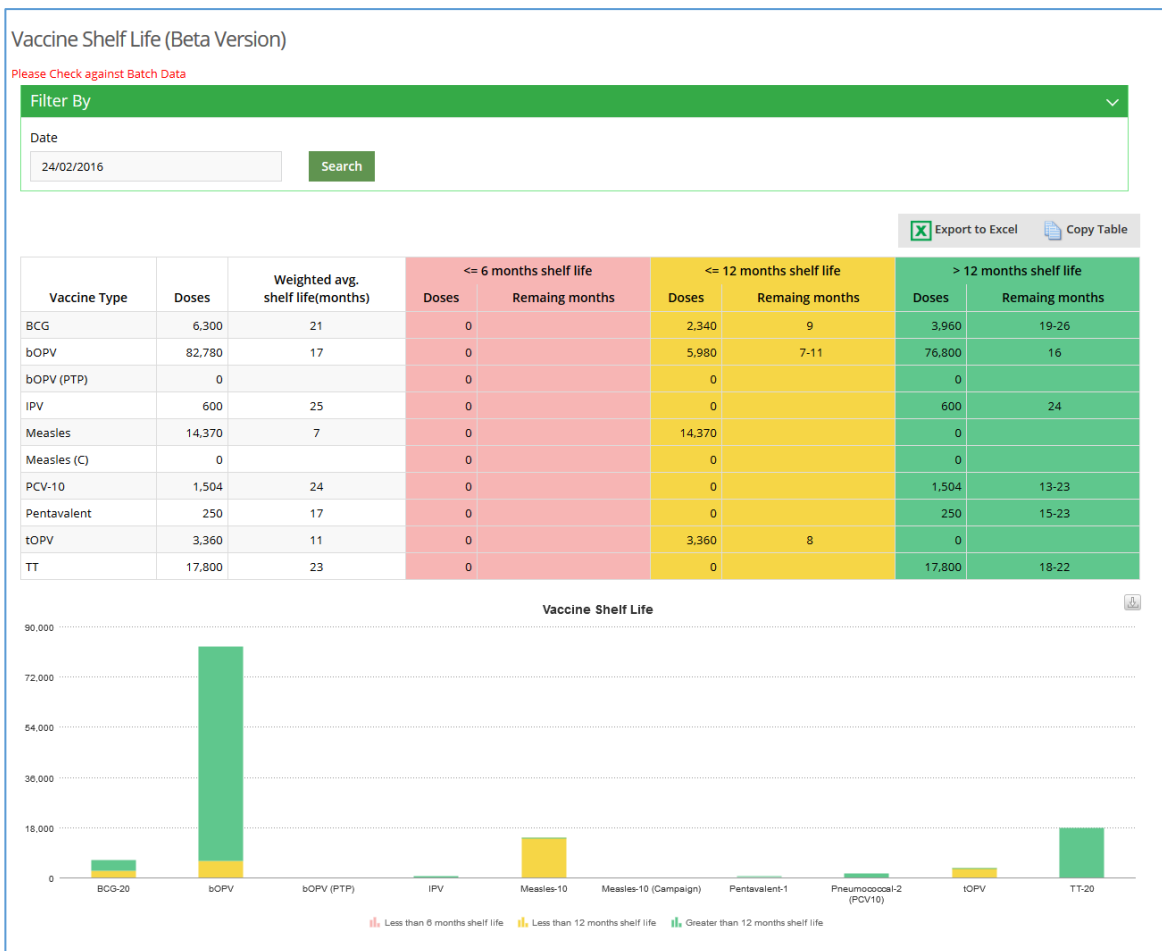 Vaccine Shelf Life (Beta Version)
Please Check against Batch Data
Filter By
Date
24/02/2016 Search
Export to Excel Copy Table
Vaccine Type Doses Weighted avg. shelf life(months) <= 6 months shelf life <= 12 months shelf life > 12 months shelf life
Doses Remaing months Doses Remaing months Doses Remaing months
BCG 6,300 21 0 2,340 9 3,960 19-26
bOPV 82,780 17 0 5,980 7-11 76,800 16
bOPV (PTP) 0 0 0 0
IPV 600 25 0 0 600 24
Measles 14,370 7 0 14,370 0
Measles (C) 0 0 0 0
PCV-10 1,504 24 0 0 1,504 13-23
Pentavalent 250 17 0 0 250 15-23
tOPV 3,360 11 0 3,360 8 0
TT 17,800 23 0 0 17,800 18-22
Vaccine Shelf Life
90,000
72,000
54,000
36,000
18,000
0
BCG-20 bOPV bOPV (PTP) IPV Measles-10 Measles-10 (Campaign) Pentavalent-1 Pneumococcal-2 (PCV10) tOPV TT-20
Less than 6 months shelf life Less than 12 months shelf life Greater than 12 months shelf life